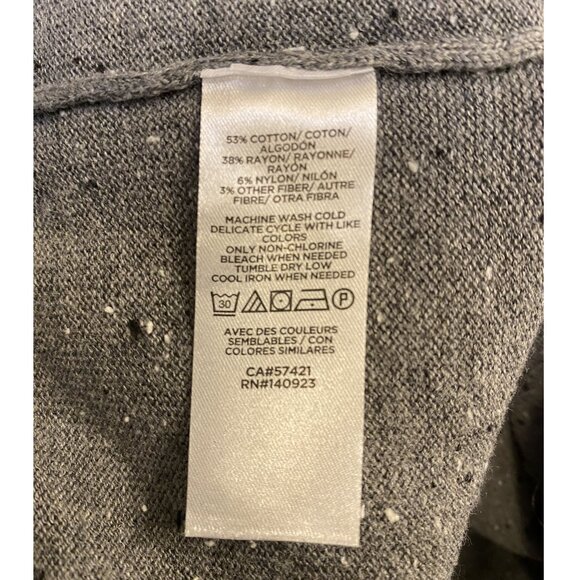 53% COTTON/ COTON/
ALGODÓN
38% RAYON/ RAYONNE/
RAYÓN
6% NYLON/ NILÓN
3% OTHER FIBER/ AUTRE
FIBRE/ OTRA FIBRA
MACHINE WASH COLD
DELICATE CYCLE WITH LIKE
COLORS
ONLY NON-CHLORINE
BLEACH WHEN NEEDED
TUMBLE DRY LOW
COOL IRON WHEN NEEDED
30 P
AVEC DES COULEURS
SEMBLABLES / CON
COLORES SIMILARES
CA#57421
RN#140923